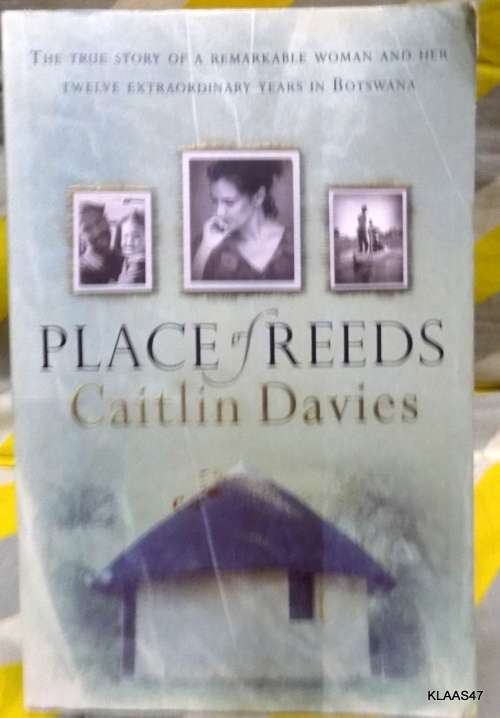 THE TRUE STORY OF A REMARKABLE WOMAN AND HER
TWELVE EXTRAORDINARY YEARS IN BOTSWANA
PLACE of REEDS
Caitlin Davies
KLAAS47